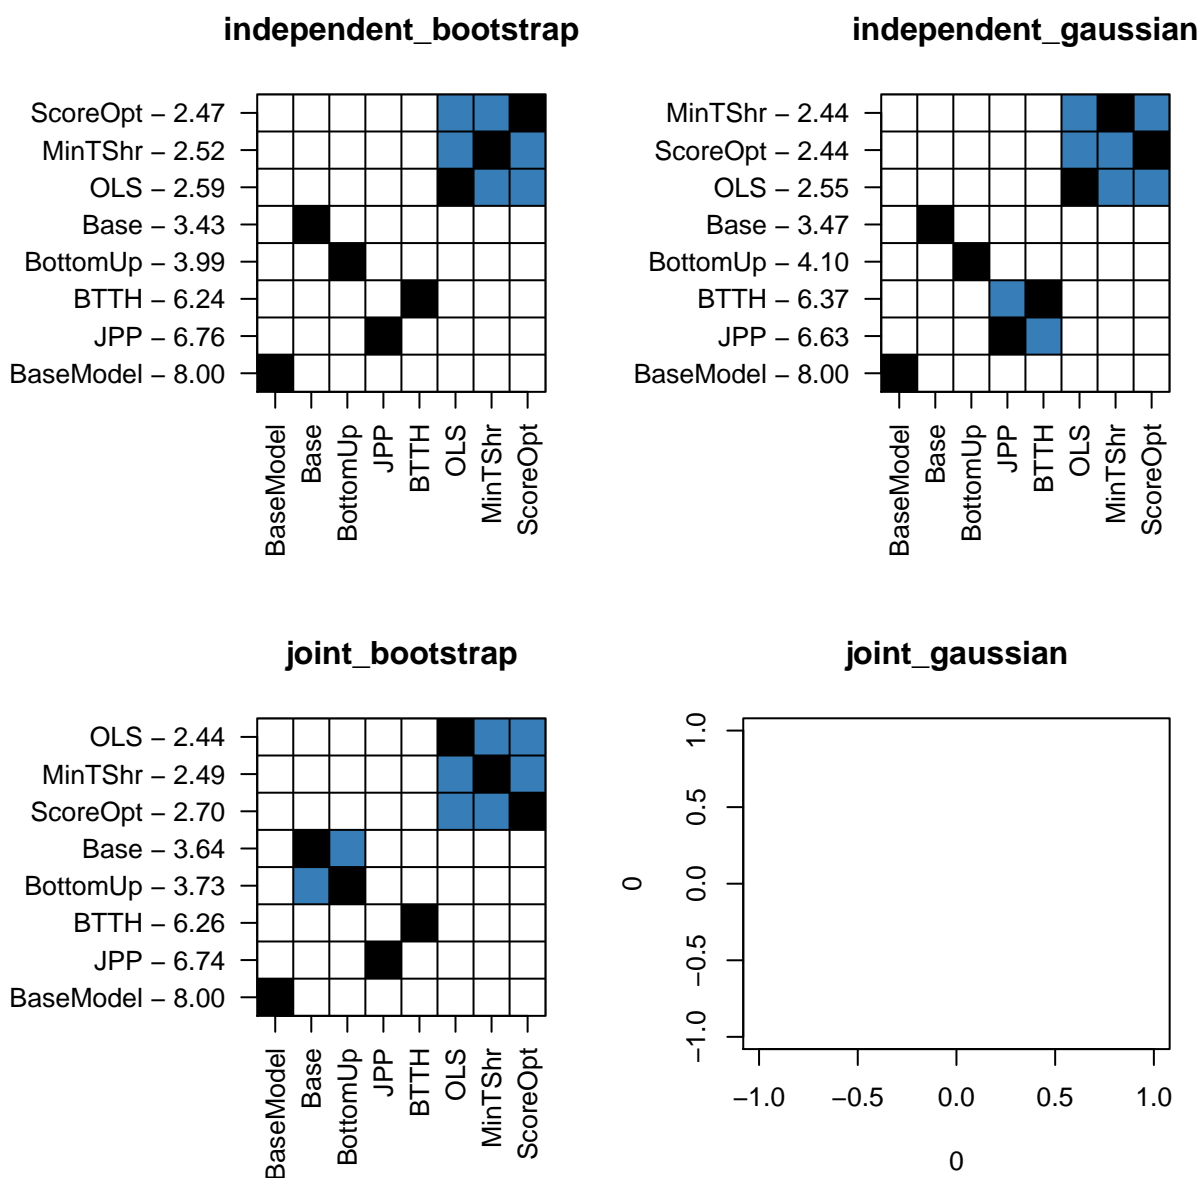 independent_bootstrap
ScoreOpt − 2.47
MinTShr − 2.52
OLS − 2.59
Base − 3.43
BottomUp − 3.99
BTTH − 6.24
JPP − 6.76
BaseModel − 8.00
BaseModel
Base
BottomUp
JPP
BTTH
OLS
MinTShr
ScoreOpt
independent_gaussian
MinTShr − 2.44
ScoreOpt − 2.44
OLS − 2.55
Base − 3.47
BottomUp − 4.10
BTTH − 6.37
JPP − 6.63
BaseModel − 8.00
BaseModel
Base
BottomUp
JPP
BTTH
OLS
MinTShr
ScoreOpt
joint_bootstrap
OLS − 2.44
MinTShr − 2.49
ScoreOpt − 2.70
Base − 3.64
BottomUp − 3.73
BTTH − 6.26
JPP − 6.74
BaseModel − 8.00
BaseModel
Base
BottomUp
JPP
BTTH
OLS
MinTShr
ScoreOpt
joint_gaussian
0
1.0
0.5
0.0
−0.5
−1.0
−1.0 −0.5 0.0 0.5 1.0
0